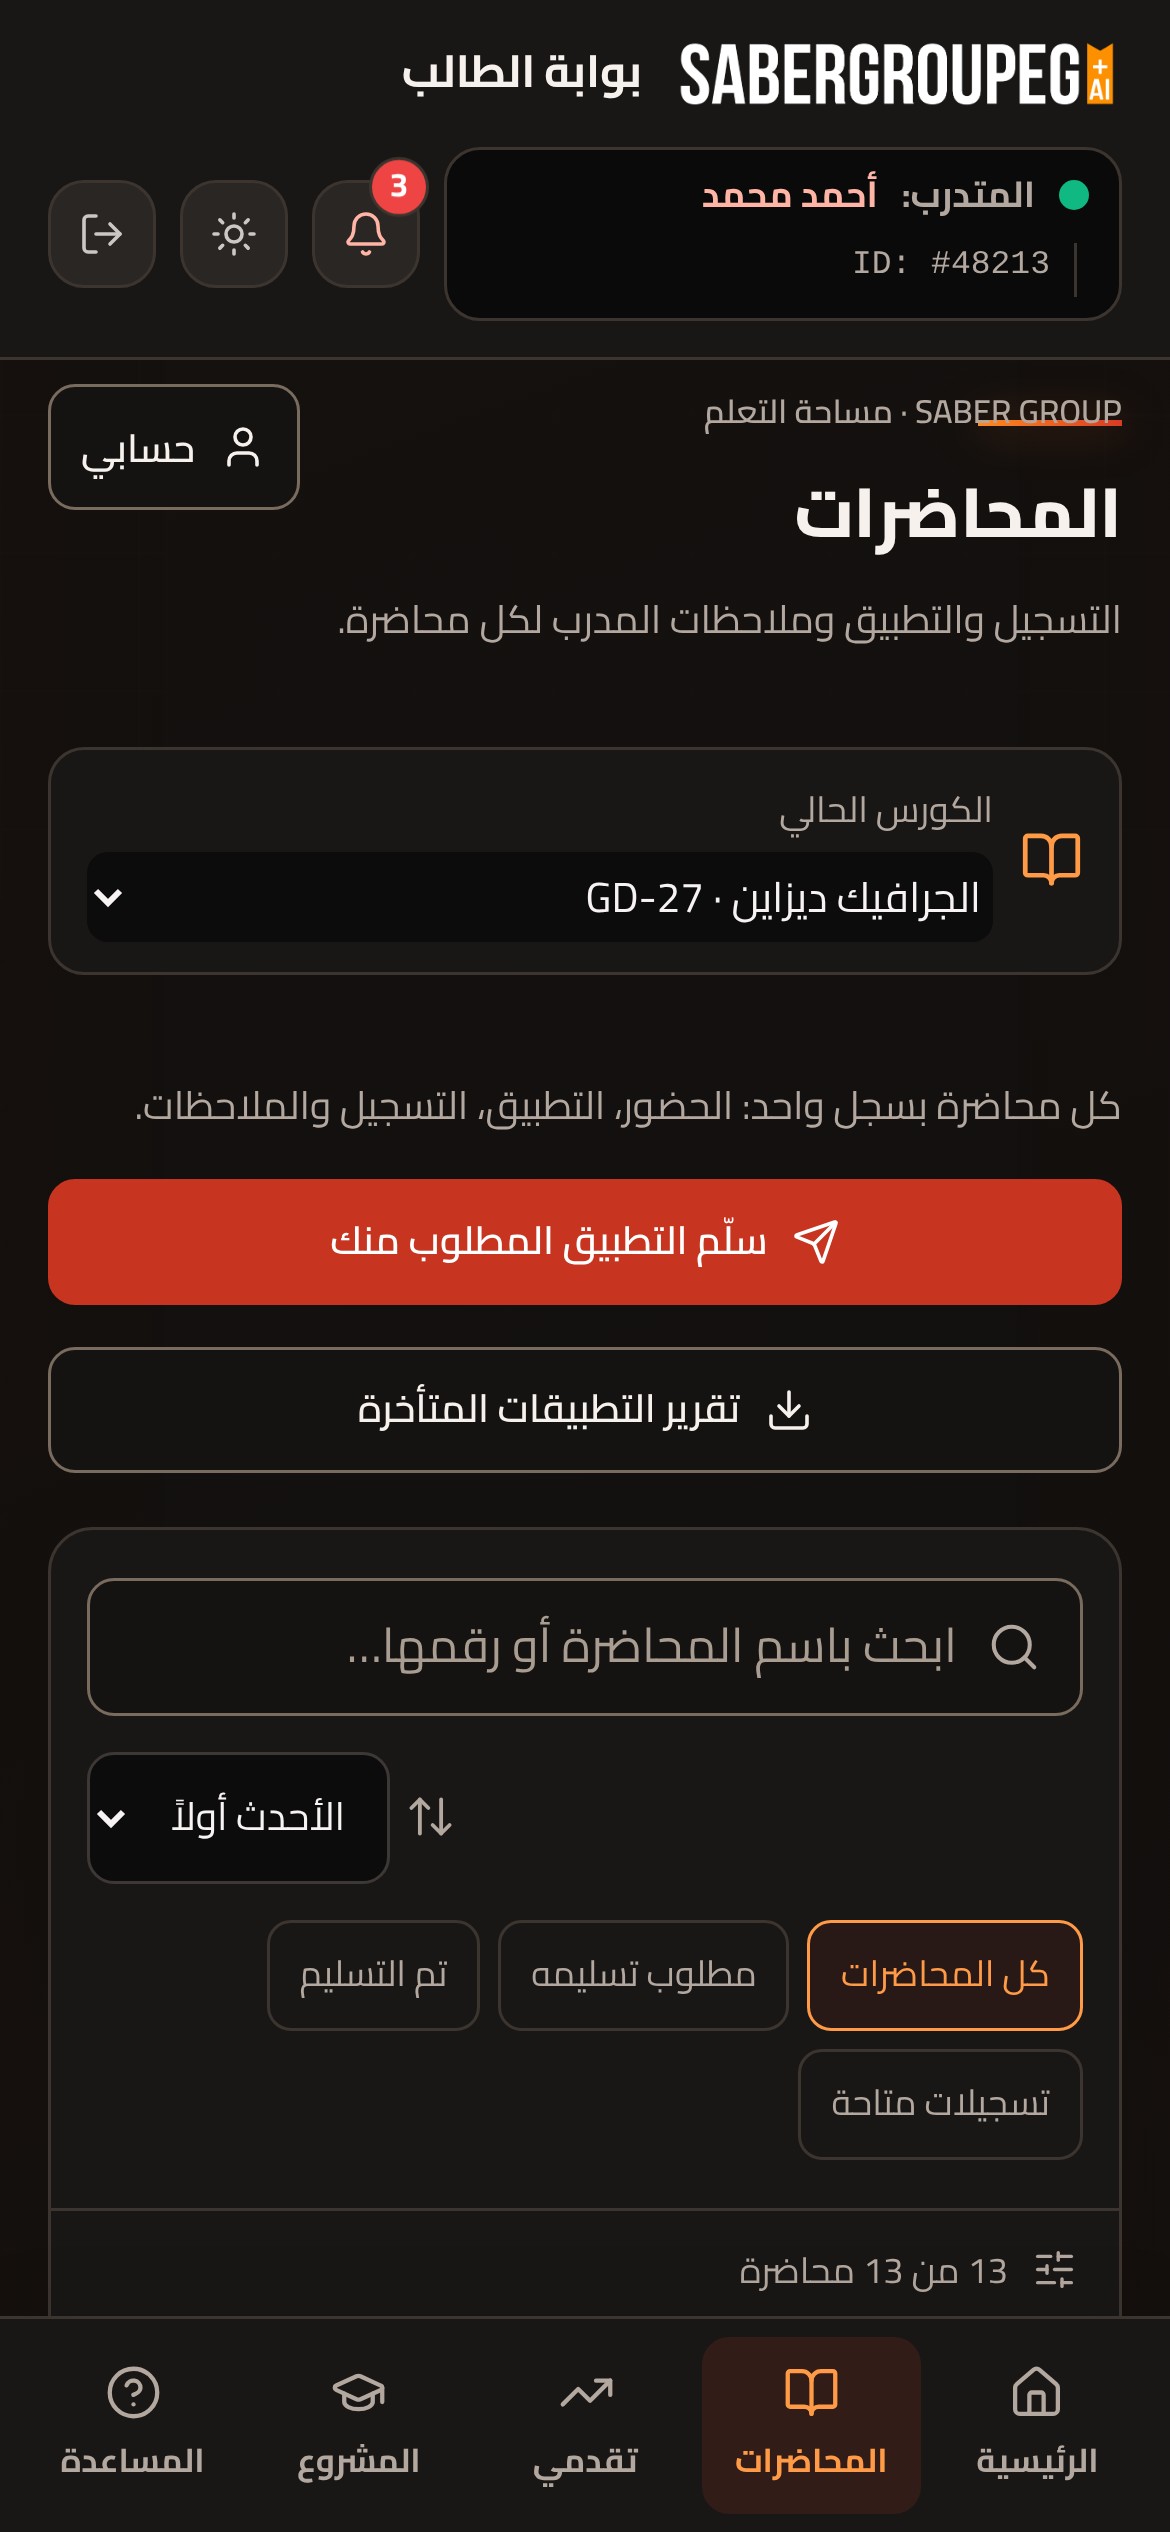 SABERGROUPEG +AI
بوابة الطالب
المتدرب: أحمد محمد
ID: #48213
3
SABER GROUP · مساحة التعلم
حسابي
المحاضرات
التسجيل والتطبيق وملاحظات المدرب لكل محاضرة.
الكورس الحالي
الجرافيك ديزاين · GD-27
كل محاضرة بسجل واحد: الحضور، التطبيق، التسجيل والملاحظات.
سلّم التطبيق المطلوب منك
تقرير التطبيقات المتأخرة
ابحث باسم المحاضرة أو رقمها...
الأحدث أولاً
كل المحاضرات
مطلوب تسليمه
تم التسليم
تسجيلات متاحة
13 من 13 محاضرة
الرئيسية
المحاضرات
تقدمي
المشروع
المساعدة